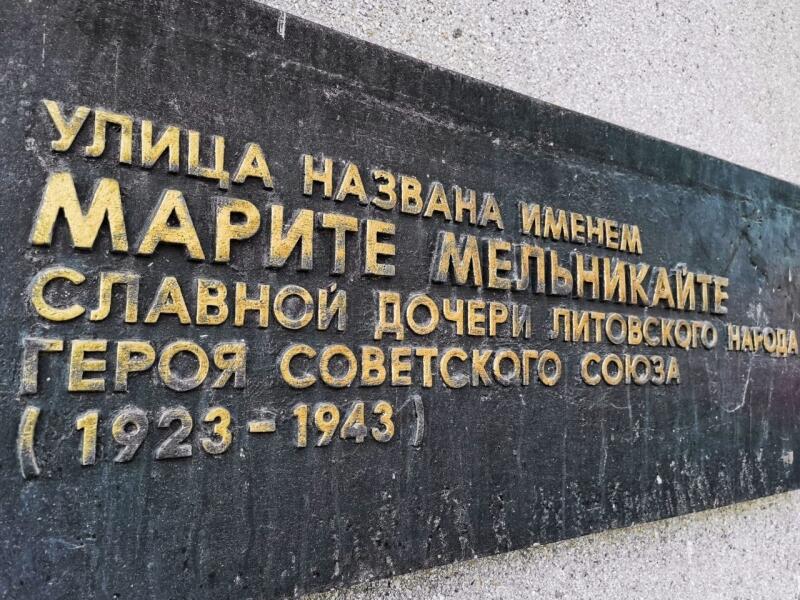 УЛИЦА НАЗВАНА ИМЕНЕМ
МАРИТЕ МЕЛЬНИКАЙТЕ
СЛАВНОЙ ДОЧЕРИ ЛИТОВСКОГО НАРОДА
ГЕРОЯ СОВЕТСКОГО СОЮЗА
(1923-1943)